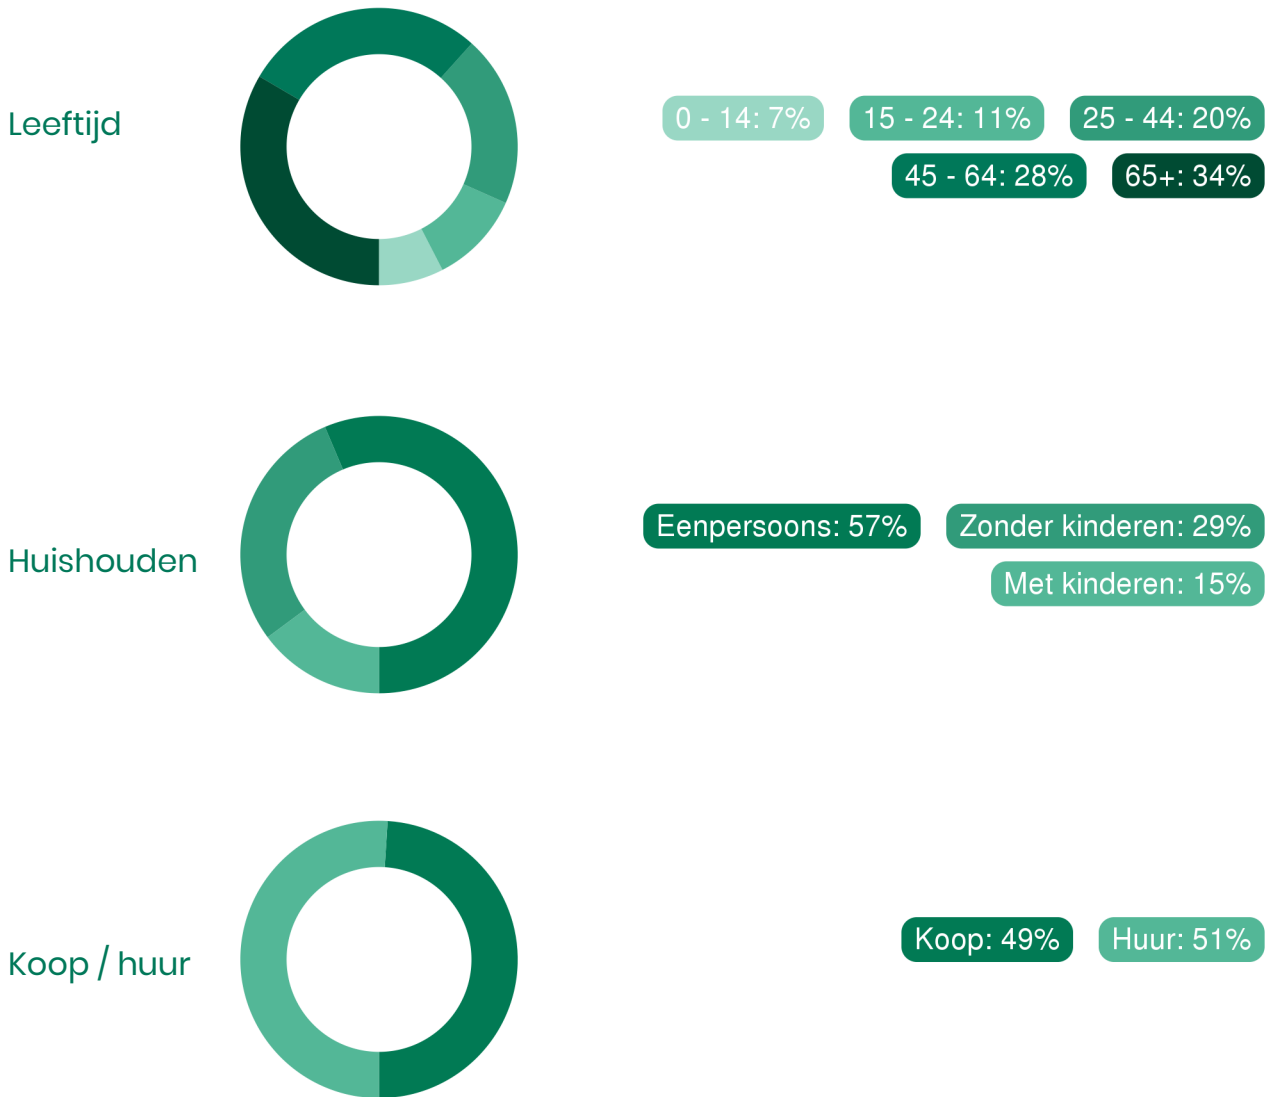 Leeftijd
0 - 14: 7% 15 - 24: 11% 25 - 44: 20%
45 - 64: 28% 65+: 34%
Huishouden
Eenpersoons: 57% Zonder kinderen: 29%
Met kinderen: 15%
Koop / huur
Koop: 49% Huur: 51%